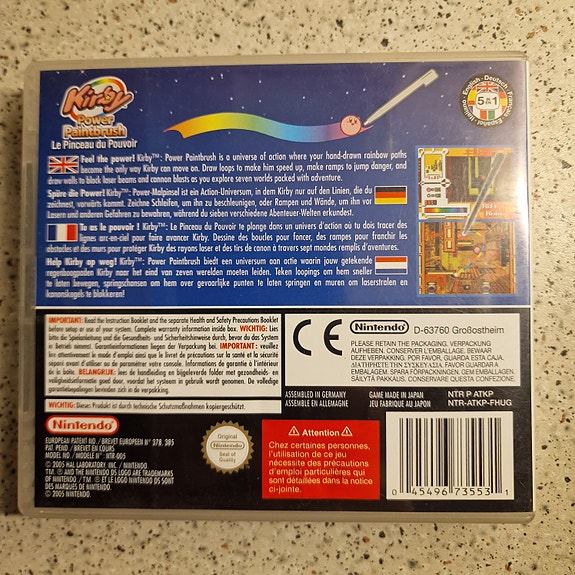 Kirby
Power
Paintbrush
Le Pinceau du Pouvoir
English - Deutsch - Français
Español - Italiano
5 IN 1
Feel the power! Kirby™: Power Paintbrush is a universe of action where your hand-drawn rainbow paths
become the only way Kirby can move on. Draw loops to make him speed up, make ramps to jump danger, and
draw walls to block laser beams and cannon blasts as you explore seven worlds packed with adventure.
Spüre die Power! Kirby™: Power-Malpinsel ist ein Action-Universum, in dem Kirby nur auf den Linien, die du
zeichnest, vorwärts kommt. Zeichne Schleifen, um ihn zu beschleunigen, oder Rampen und Wände, um ihn vor
Lasern und anderen Gefahren zu bewahren, während du sieben verschiedene Abenteuer-Welten erkundest.
Tu as le pouvoir ! Kirby™: Le Pinceau du Pouvoir te plonge dans un univers d'action où tu dois tracer des
lignes arc-en-ciel pour faire avancer Kirby. Dessine des boucles pour foncer, des rampes pour franchir les
obstacles et des murs pour protéger Kirby des rayons laser et des tirs de canon à travers sept mondes remplis d'aventures.
Help Kirby op weg! Kirby™: Power Paintbrush biedt een universum aan actie waarin jouw getekende
regenboogpaden Kirby naar het eind van zeven werelden moeten leiden. Teken loopings om hem sneller
te laten bewegen, springschansen om hem over gevaarlijke punten te laten springen en muren om laserstralen en
kanonskogels te blokkeren!
IMPORTANT: Read the Instruction Booklet and the separate Health and Safety Precautions Booklet
before setup or use of your system. Complete warranty information inside box. WICHTIG: Lies
bitte die Spielanleitung und die Gesundheits- und Sicherheitshinweise durch, bevor du das System
in Betrieb nimmst. Garantieinformationen liegen der Verpackung bei. IMPORTANT: veuillez
lire attentivement le mode d'emploi ainsi que le livret de précautions sur la santé et la sécurité
avant d'utiliser ou de paramétrer votre console. Informations de garantie à l'intérieur
de la boîte. BELANGRIJK: lees de handleiding en bijgevoegde folder met gezondheids- en
veiligheidsinformatie goed door, voordat het systeem in gebruik wordt genomen. De volledige
garantiebepalingen bevinden zich in de verpakking.
WICHTIG: Dieses Produkt ist durch technische Schutzmaßnahmen kopiergeschützt.
CE
Nintendo
D-63760 Großostheim
PLEASE RETAIN THE PACKAGING. VERPACKUNG
AUFHEBEN. CONSERVER L'EMBALLAGE. BEWAAR
DEZE VERPAKKING. POR FAVOR, GUARDA ESTA CAJA.
ΔΙΑΤΗΡΗΣΤΕ ΤΗΝ ΣΥΣΚΕΥΑΣΙΑ. FAVOR GUARDAR A
EMBALAGEM. SPARA FÖRPACKNINGEN. GEM EMBALLAGEN.
SÄILYTÄ PAKKAUS. CONSERVARE QUESTA CONFEZIONE.
ASSEMBLED IN GERMANY
ASSEMBLE EN ALLEMAGNE
GAME MADE IN JAPAN
JEU FABRIQUE AU JAPON
NTR P ATKP
NTR-ATKP-FHUG
Nintendo
EUROPEAN PATENT NO / BREVET EUROPEEN N° 378, 385
PAT. PEND. / BREVET EN COURS
MODEL NO / MODÈLE N° NTR-005
© 2005 HAL LABORATORY, INC. / NINTENDO.
TM, ® AND THE NINTENDO DS LOGO ARE TRADEMARKS
OF NINTENDO / TM, ® ET LE LOGO NINTENDO DS SONT
DES MARQUES DE NINTENDO.
© 2005 NINTENDO.
Original
Nintendo
Seal of
Quality
Attention
Chez certaines personnes,
l'utilisation de ce jeu
nécessite des précautions
d'emploi particulières qui
sont détaillées dans la notice
ci-jointe.
0 45496 73553 1